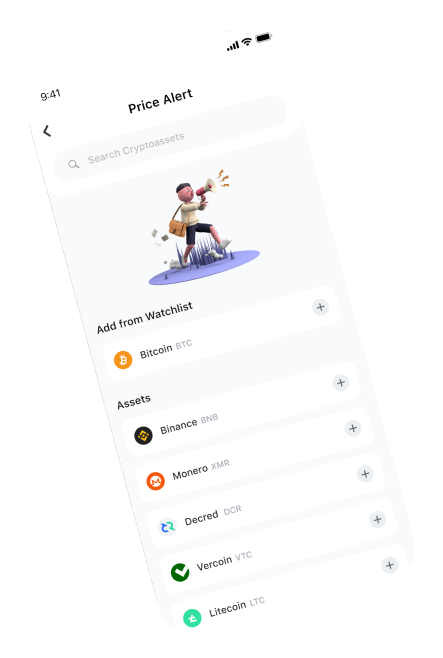 9:41
Price Alert
Search Cryptoassets
Add from Watchlist
Bitcoin BTC
Assets
Binance BNB
Monero XMR
Decred DCR
Vercoin VTC
Litecoin LTC